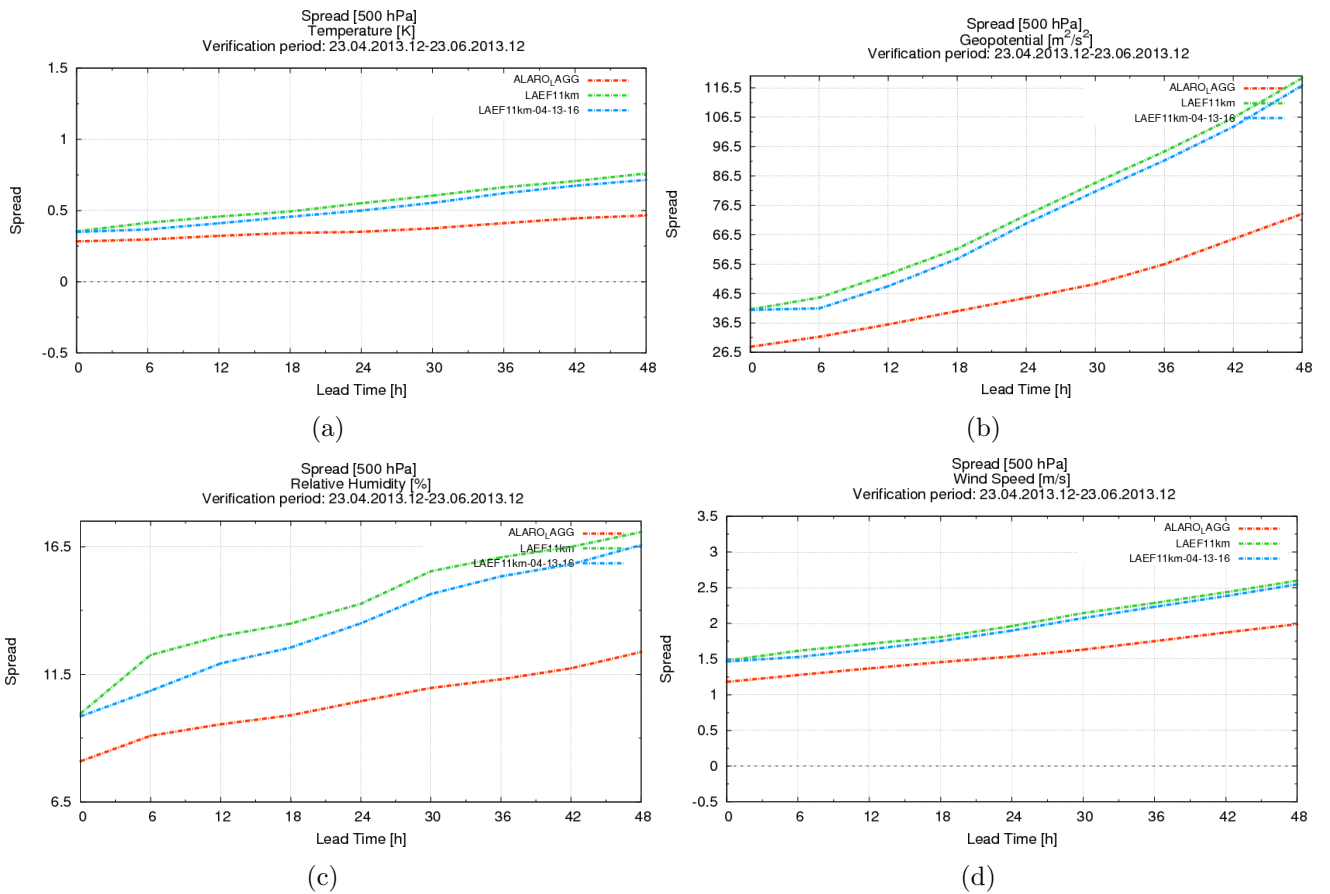 Spread [500 hPa]
Temperature [K]
Verification period: 23.04.2013.12-23.06.2013.12
1.5
1
0.5
0
-0.5
Spread
ALARO_LAGG
LAEF11km
LAEF11km-04-13-16
0 6 12 18 24 30 36 42 48
Lead Time [h]
(a)
Spread [500 hPa]
Geopotential [m²/s²]
Verification period: 23.04.2013.12-23.06.2013.12
116.5
106.5
96.5
86.5
76.5
66.5
56.5
46.5
36.5
26.5
Spread
ALARO_LAGG
LAEF11km
LAEF11km-04-13-16
0 6 12 18 24 30 36 42 48
Lead Time [h]
(b)
Spread [500 hPa]
Relative Humidity [%]
Verification period: 23.04.2013.12-23.06.2013.12
16.5
11.5
6.5
Spread
ALARO_LAGG
LAEF11km
LAEF11km-04-13-16
0 6 12 18 24 30 36 42 48
Lead Time [h]
(c)
Spread [500 hPa]
Wind Speed [m/s]
Verification period: 23.04.2013.12-23.06.2013.12
3.5
3
2.5
2
1.5
1
0.5
0
-0.5
Spread
ALARO_LAGG
LAEF11km
LAEF11km-04-13-16
0 6 12 18 24 30 36 42 48
Lead Time [h]
(d)